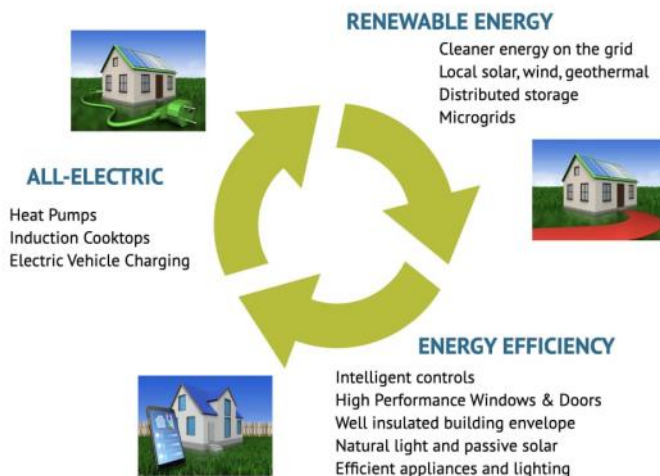 RENEWABLE ENERGY
Cleaner energy on the grid
Local solar, wind, geothermal
Distributed storage
Microgrids
ALL-ELECTRIC
Heat Pumps
Induction Cooktops
Electric Vehicle Charging
ENERGY EFFICIENCY
Intelligent controls
High Performance Windows & Doors
Well insulated building envelope
Natural light and passive solar
Efficient appliances and lighting